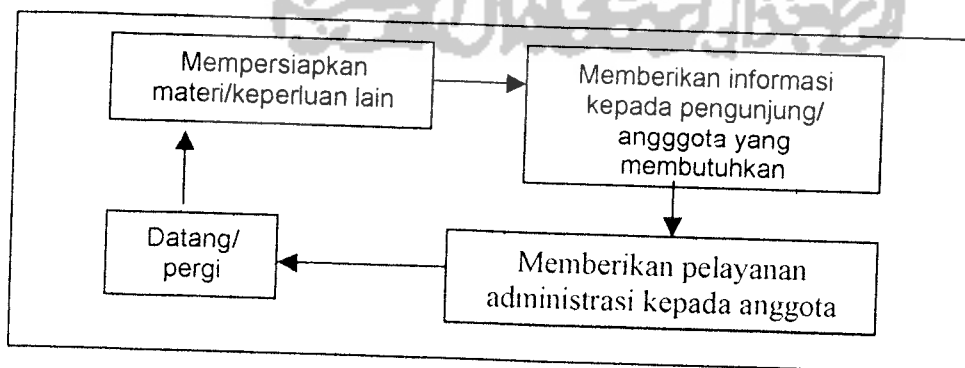 Mempersiapkan
materi/keperluan lain
Memberikan informasi
kepada pengunjung/
angggota yang
membutuhkan
Datang/
pergi
Memberikan pelayanan
administrasi kepada anggota